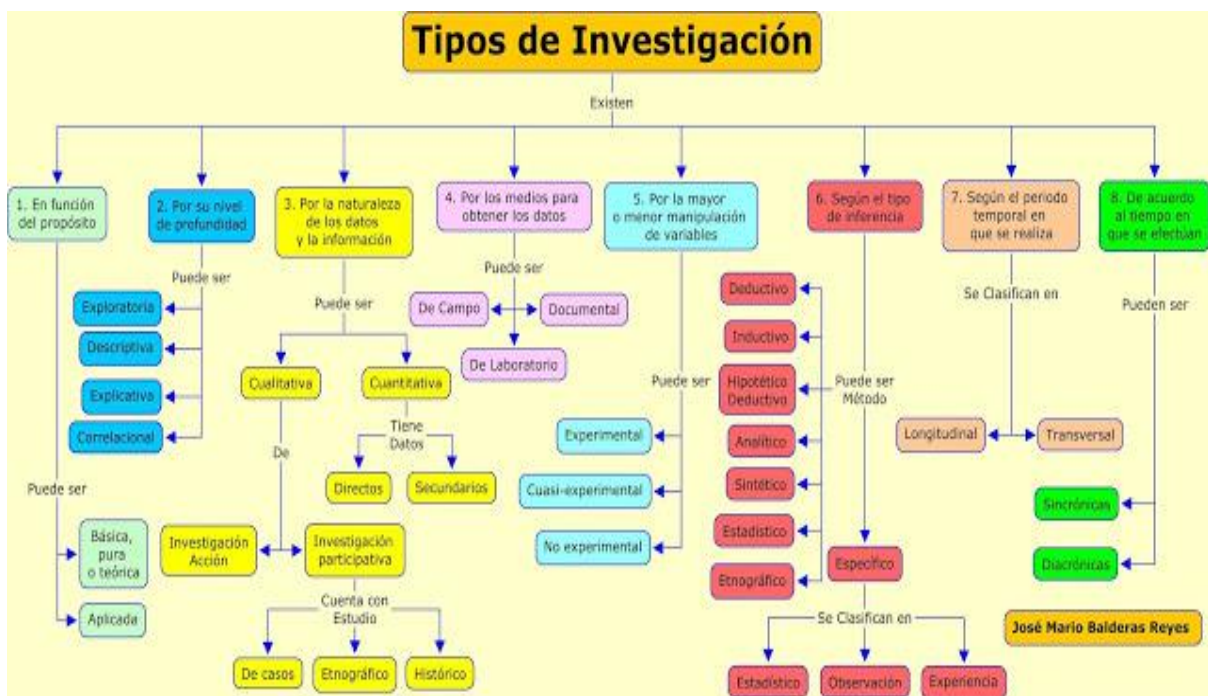 Tipos de Investigación
Existen
1. En función
del propósito
Puede ser
Básica,
pura
o teórica
Aplicada
2. Por su nivel
de profundidad
Puede ser
Exploratoria
Descriptiva
Explicativa
Correlacional
3. Por la naturaleza
de los datos
y la información
Puede ser
Cualitativa
Cuantitativa
De
Tiene
Datos
Directos
Secundarios
Investigación
Acción
Investigación
participativa
Cuenta con
Estudio
De casos
Etnográfico
Histórico
4. Por los medios para
obtener los datos
Puede ser
De Campo
Documental
De Laboratorio
5. Por la mayor
o menor manipulación
de variables
Puede ser
Experimental
Cuasi-experimental
No experimental
6. Según el tipo
de inferencia
Puede ser
Método
Deductivo
Inductivo
Hipotético
Deductivo
Analítico
Sintético
Estadístico
Etnográfico
Específico
Se Clasifican en
Estadístico
Observación
Experiencia
7. Según el periodo
temporal en
que se realiza
Se Clasifican en
Longitudinal
Transversal
8. De acuerdo
al tiempo en
que se efectúan
Pueden ser
Sincrónicas
Diacrónicas
José Mario Balderas Reyes